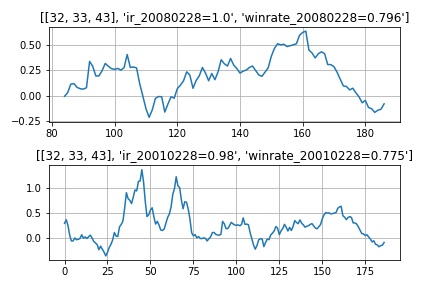 [[32, 33, 43], 'ir_20080228=1.0', 'winrate_20080228=0.796']
0.50
0.25
0.00
−0.25
80 100 120 140 160 180
[[32, 33, 43], 'ir_20010228=0.98', 'winrate_20010228=0.775']
1.0
0.5
0.0
0 25 50 75 100 125 150 175